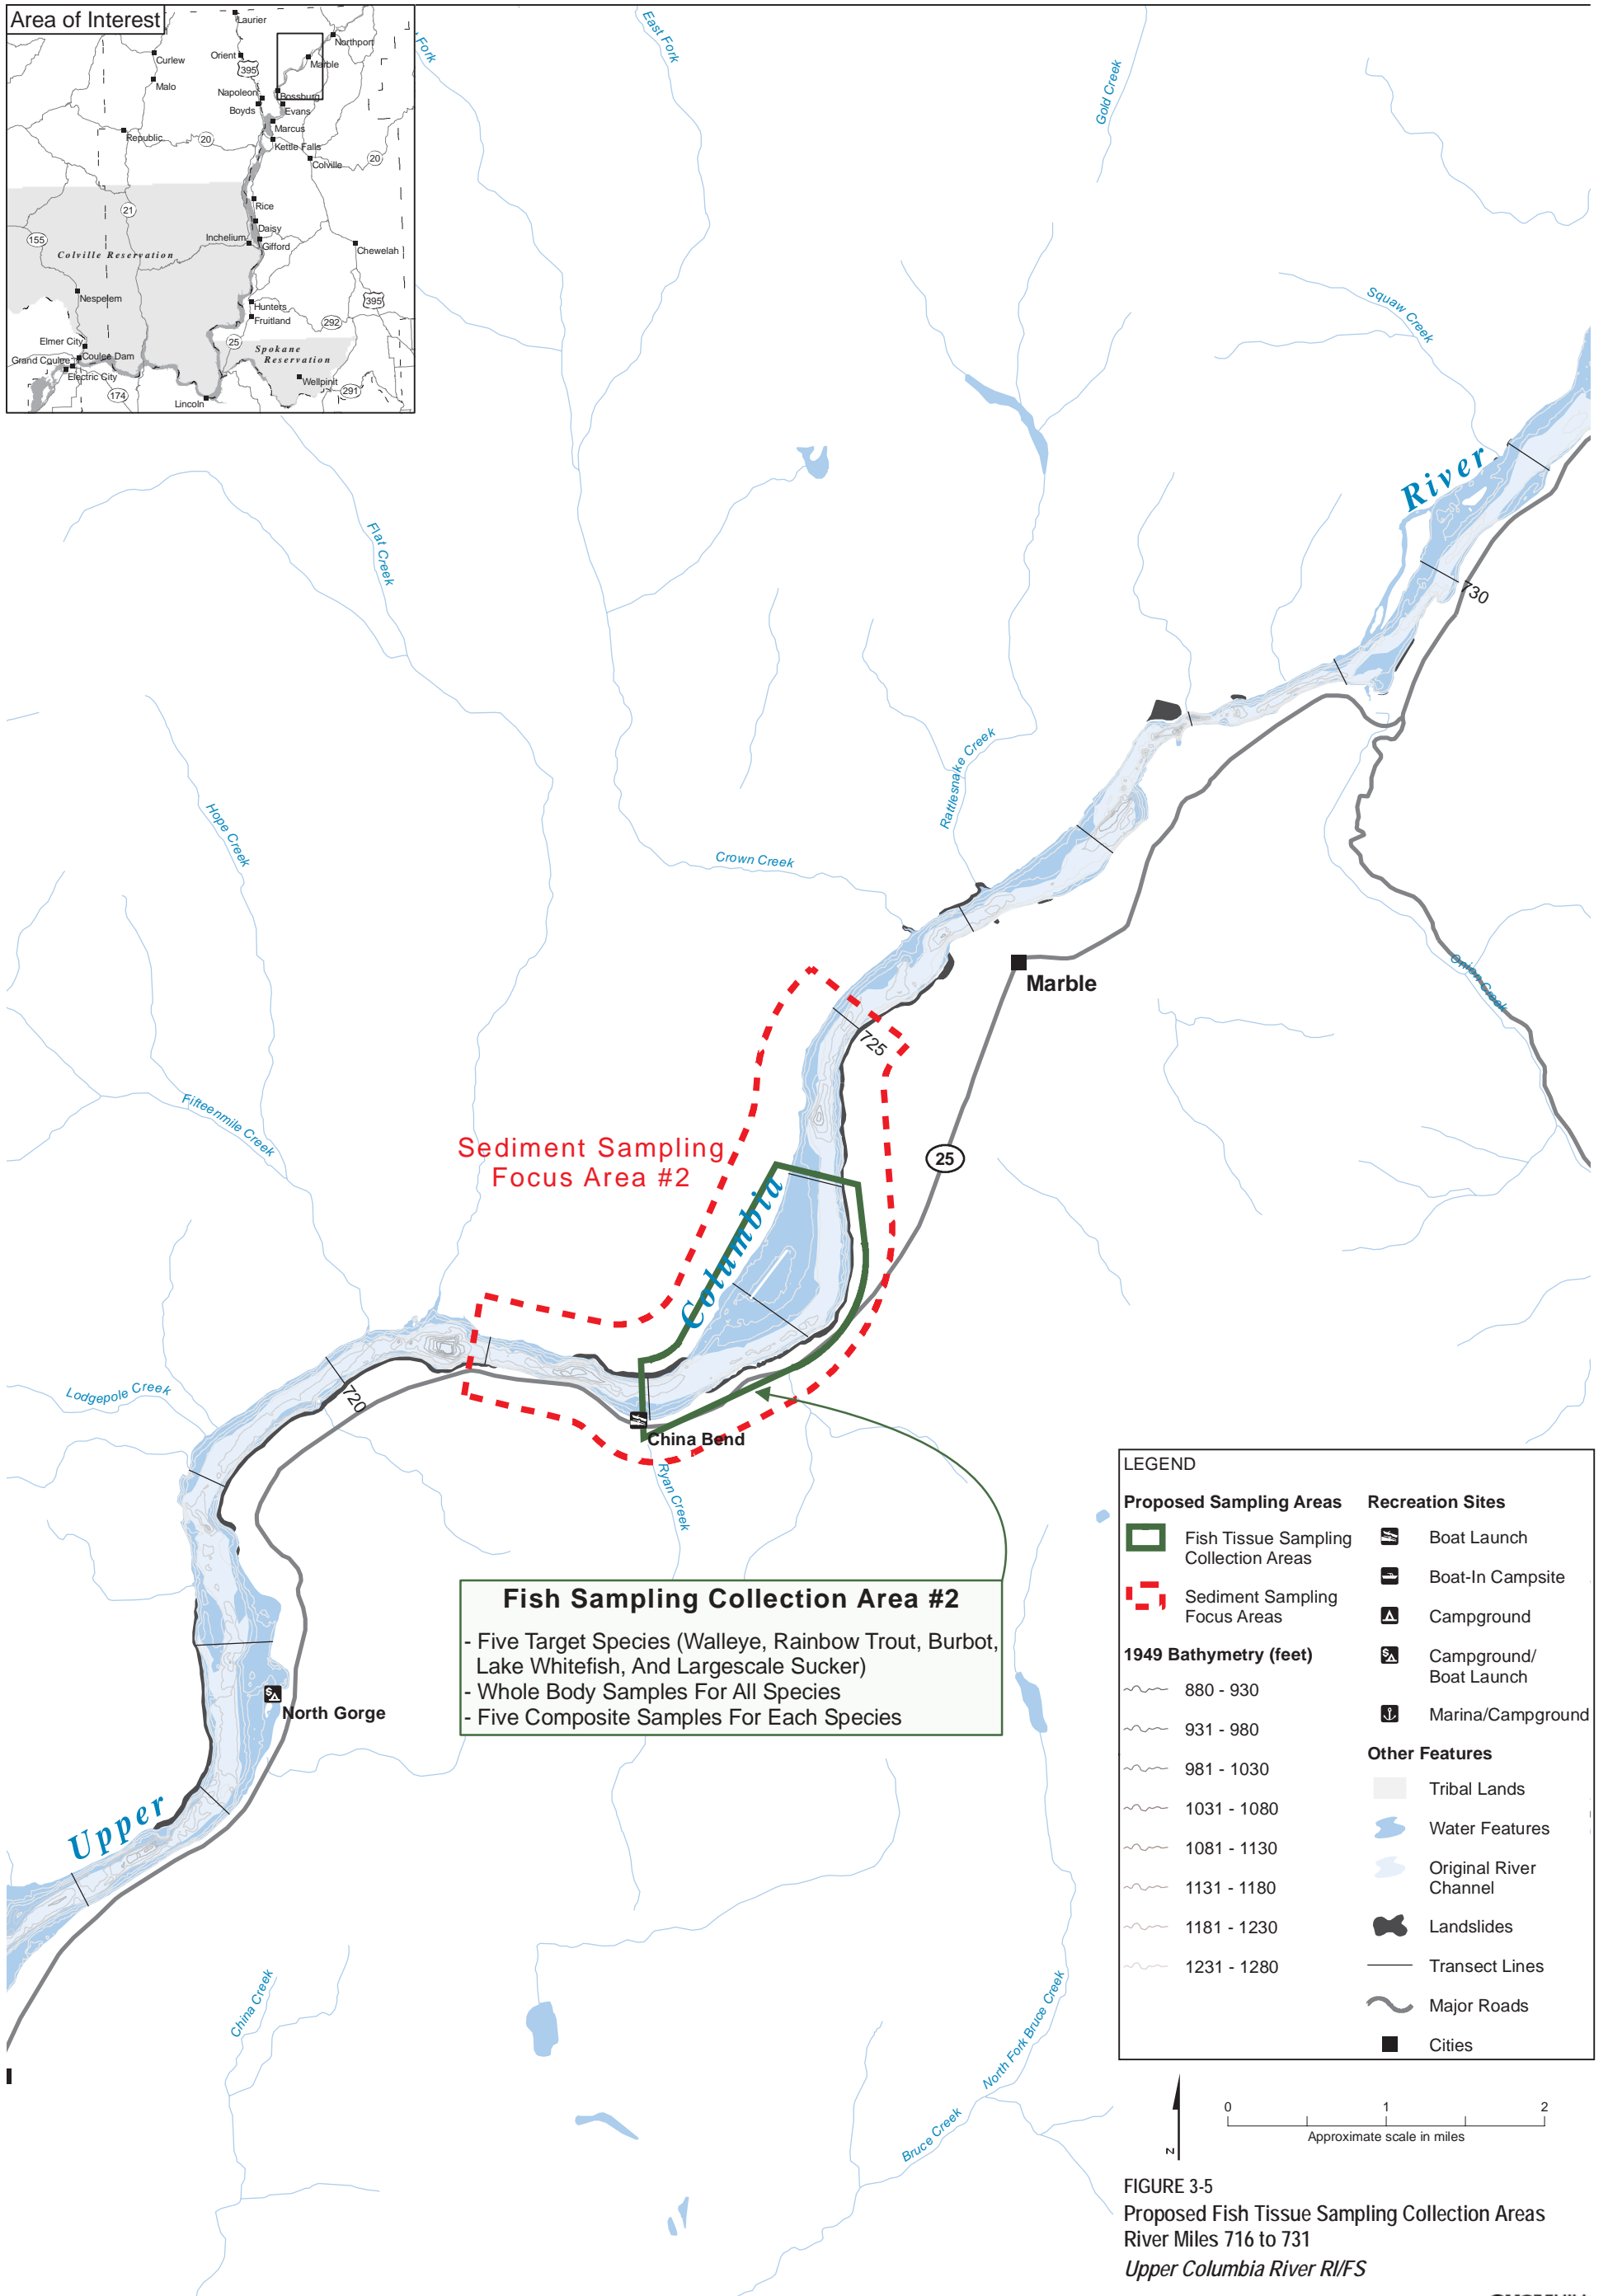 Area of Interest
Laurier
Northport
Curlew
Orient
395
Marble
Malo
Napoleon
Bossburg
Boyds
Evans
Marcus
Republic
20
Kettle Falls
20
Colville
Rice
21
Daisy
155
Inchelium
Gifford
Chewelah
Colville Reservation
Nespelem
395
Hunters
Fruitland
292
Elmer City
25
Spokane
Reservation
Grand Coulee
Coulee Dam
Electric City
Wellpinit
174
291
Lincoln
Fork
East Fork
Gold Creek
Squaw Creek
River
Flat Creek
730
Rattlesnake Creek
Hope Creek
Crown Creek
Marble
Onion Creek
725
Fifteenmile Creek
Sediment Sampling
Focus Area #2
25
Columbia
Lodgepole Creek
720
China Bend
Ryan Creek
Fish Sampling Collection Area #2
- Five Target Species (Walleye, Rainbow Trout, Burbot,
Lake Whitefish, And Largescale Sucker)
- Whole Body Samples For All Species
- Five Composite Samples For Each Species
North Gorge
Upper
China Creek
North Fork Bruce Creek
Bruce Creek
LEGEND
Proposed Sampling Areas
Fish Tissue Sampling
Collection Areas
Sediment Sampling
Focus Areas
1949 Bathymetry (feet)
880 - 930
931 - 980
981 - 1030
1031 - 1080
1081 - 1130
1131 - 1180
1181 - 1230
1231 - 1280
Recreation Sites
Boat Launch
Boat-In Campsite
Campground
Campground/
Boat Launch
Marina/Campground
Other Features
Tribal Lands
Water Features
Original River
Channel
Landslides
Transect Lines
Major Roads
Cities
N
0 1 2
Approximate scale in miles
FIGURE 3-5
Proposed Fish Tissue Sampling Collection Areas
River Miles 716 to 731
Upper Columbia River RI/FS